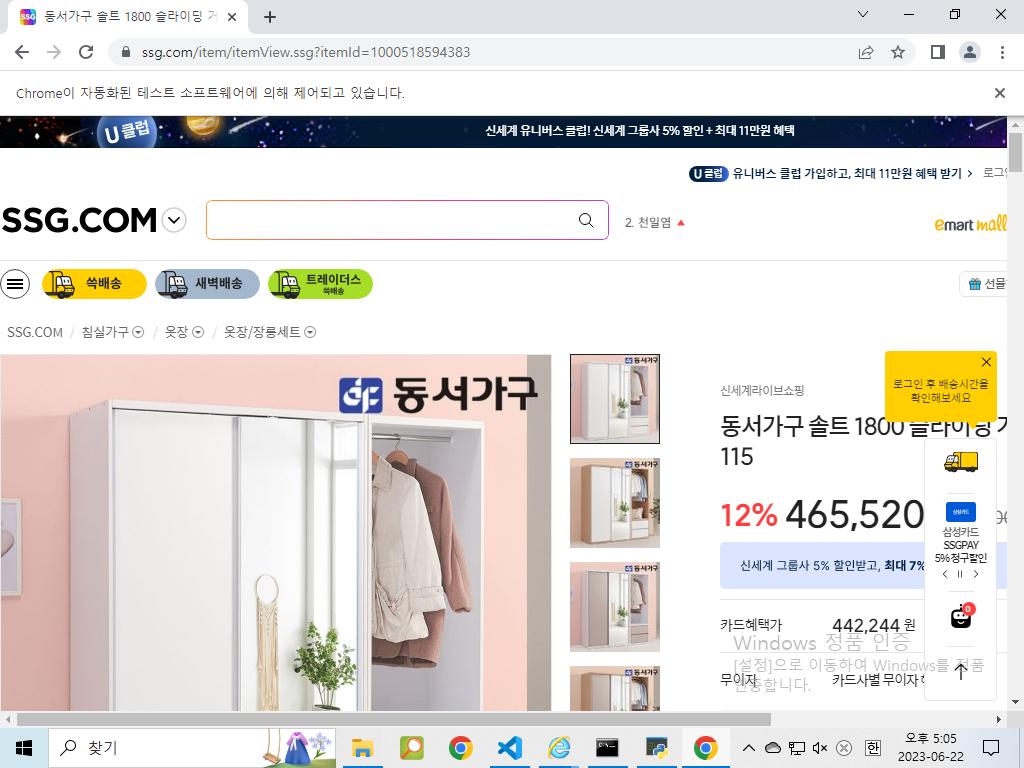 동서가구 솔트 1800 슬라이딩 거
ssg.com/item/itemView.ssg?itemId=1000518594383
Chrome이 자동화된 테스트 소프트웨어에 의해 제어되고 있습니다.
U 클럽
신세계 유니버스 클럽! 신세계 그룹사 5% 할인 + 최대 11만원 혜택
U 클럽 유니버스 클럽 가입하고, 최대 11만원 혜택 받기 >
로그인
SSG.COM
2. 천일염
emart mall
쓱배송
새벽배송
트레이더스
쓱배송
선물
SSG.COM / 침실가구 / 옷장 / 옷장/장롱세트
동서가구
로그인 후 배송시간을
확인해보세요
신세계라이브쇼핑
동서가구 솔트 1800 슬라이딩 거
115
12% 465,520
신세계 그룹사 5% 할인받고, 최대 7%
삼성카드
삼성카드
SSGPAY
5% 청구할인
0
카드혜택가 442,244 원
무이자 카드사별 무이자
Windows 정품 인증
[설정]으로 이동하여 Windows를 정품
인증합니다.
찾기
한
오후 5:05
2023-06-22